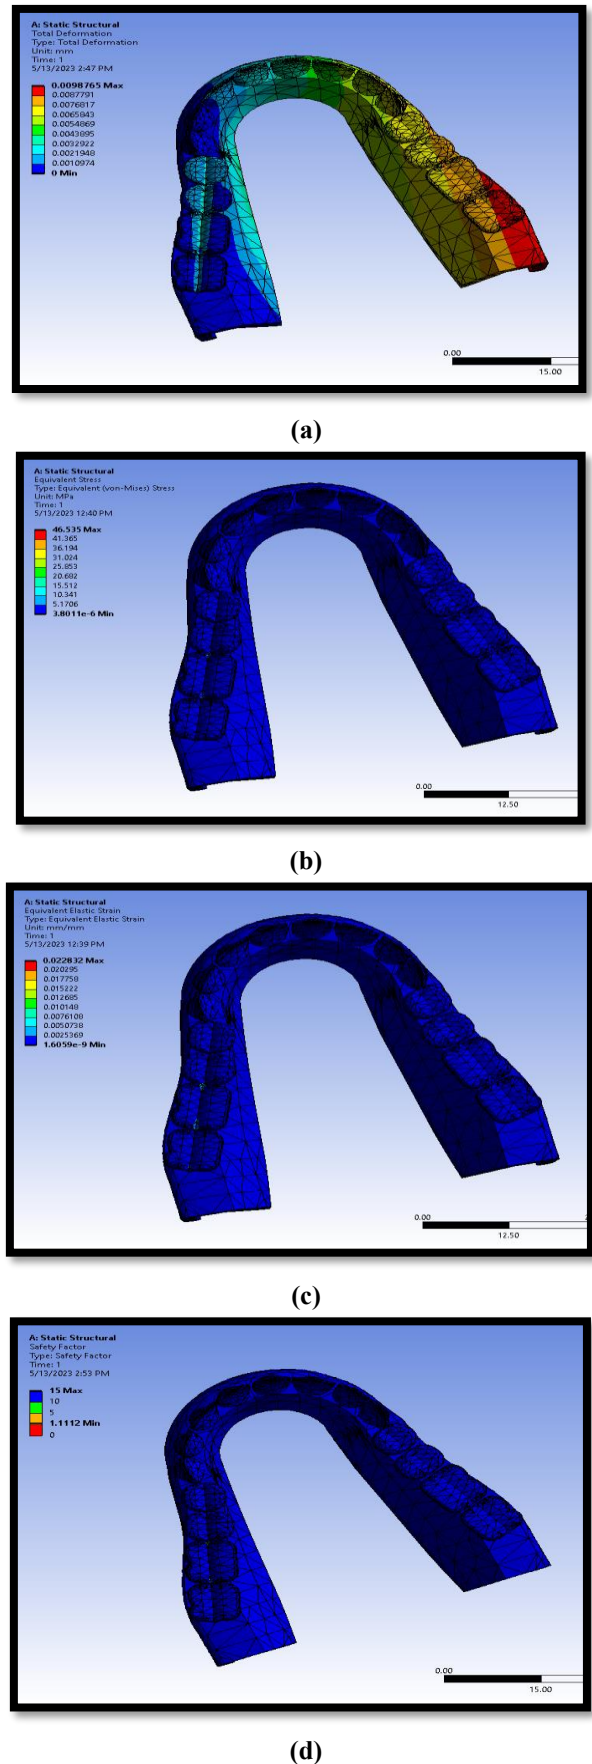 A: Static Structural
Total Deformation
Type: Total Deformation
Unit: mm
Time: 1
5/13/2023 2:47 PM
0.0098765 Max
0.0087791
0.0076817
0.0065843
0.0054869
0.0043895
0.0032922
0.0021948
0.0010974
0 Min
0.00
15.00
(a)
A: Static Structural
Equivalent Stress
Type: Equivalent (von-Mises) Stress
Unit: MPa
Time: 1
5/13/2023 12:40 PM
46.535 Max
41.365
36.194
31.024
25.853
20.682
15.512
10.341
5.1706
3.8011e-6 Min
0.00
12.50
(b)
A: Static Structural
Equivalent Elastic Strain
Type: Equivalent Elastic Strain
Unit: mm/mm
Time: 1
5/13/2023 12:39 PM
0.022832 Max
0.020295
0.017758
0.015222
0.012685
0.010148
0.0076108
0.0050738
0.0025369
1.6059e-9 Min
0.00
12.50
(c)
A: Static Structural
Safety Factor
Type: Safety Factor
Time: 1
5/13/2023 2:53 PM
15 Max
10
5
1.1112 Min
0
0.00
15.00
(d)